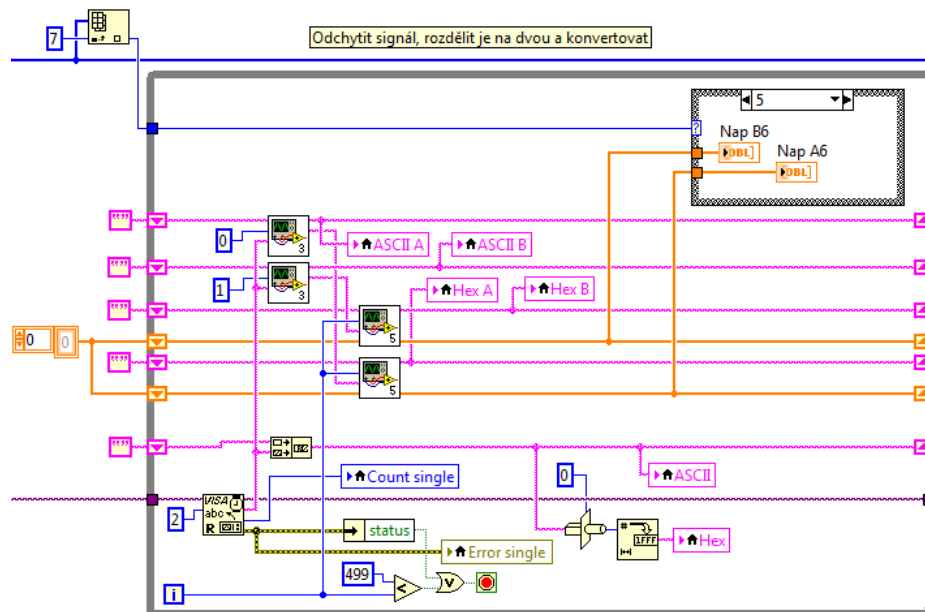 Odchytit signál, rozdělit je na dvou a konvertovat
7
5
Nap B6
DBL
Nap A6
DBL
?
""
0
3
ASCII A
ASCII B
""
1
3
Hex A
Hex B
""
5
0
0
""
5
""
ASCII
Count single
0
VISA
abc
R
2
status
#
1FFF
Hex
Error single
499
<
V
i